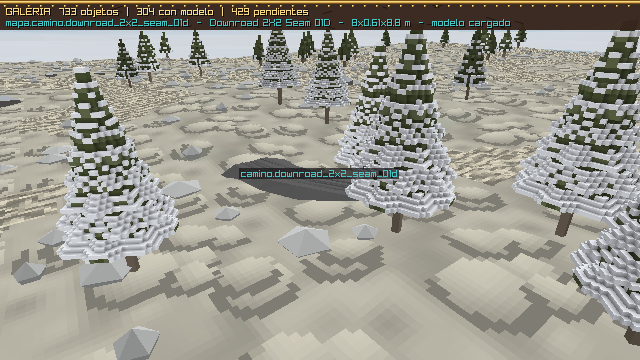 GALERIA 733 objetos | 304 con modelo | 429 pendientes
mapa.camino.downroad_2x2_seam_01d - Downroad 2X2 Seam 01D - 8x0.61x8.8 m - modelo cargado
camino.downroad_2x2_seam_01d